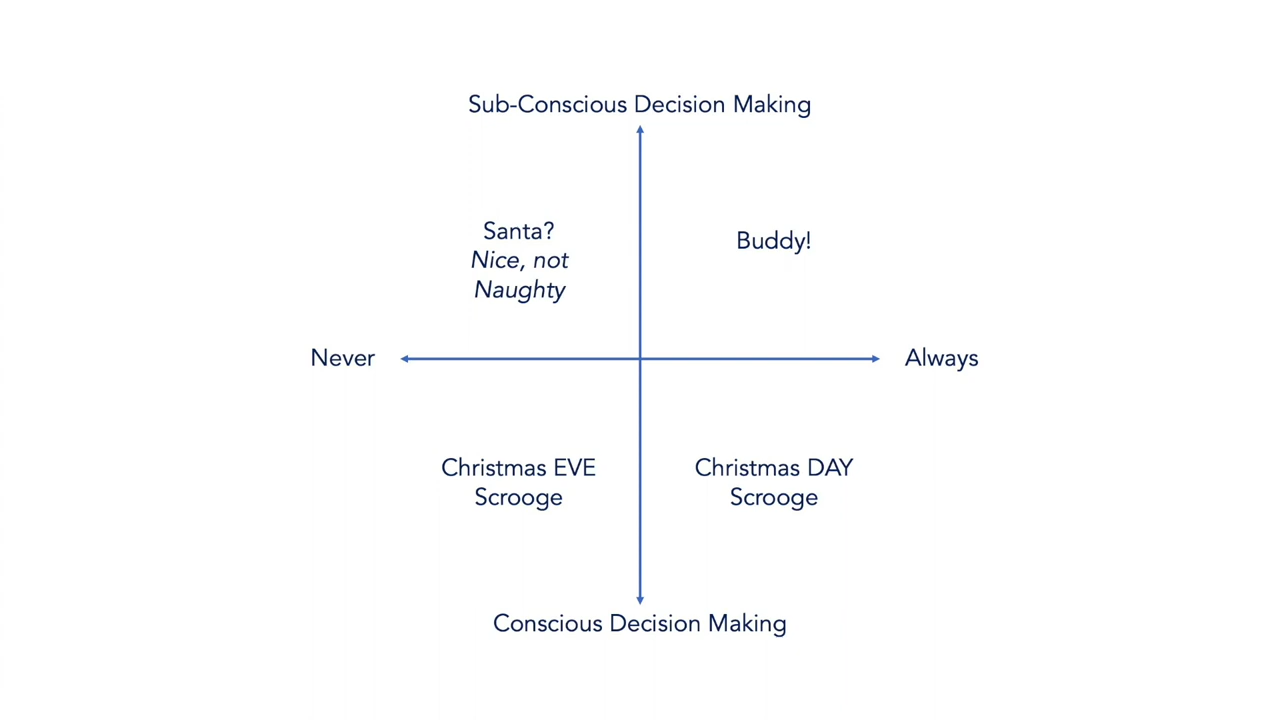 Sub-Conscious Decision Making
Santa?
Nice, not
Naughty
Buddy!
Never
Always
Christmas EVE
Scrooge
Christmas DAY
Scrooge
Conscious Decision Making